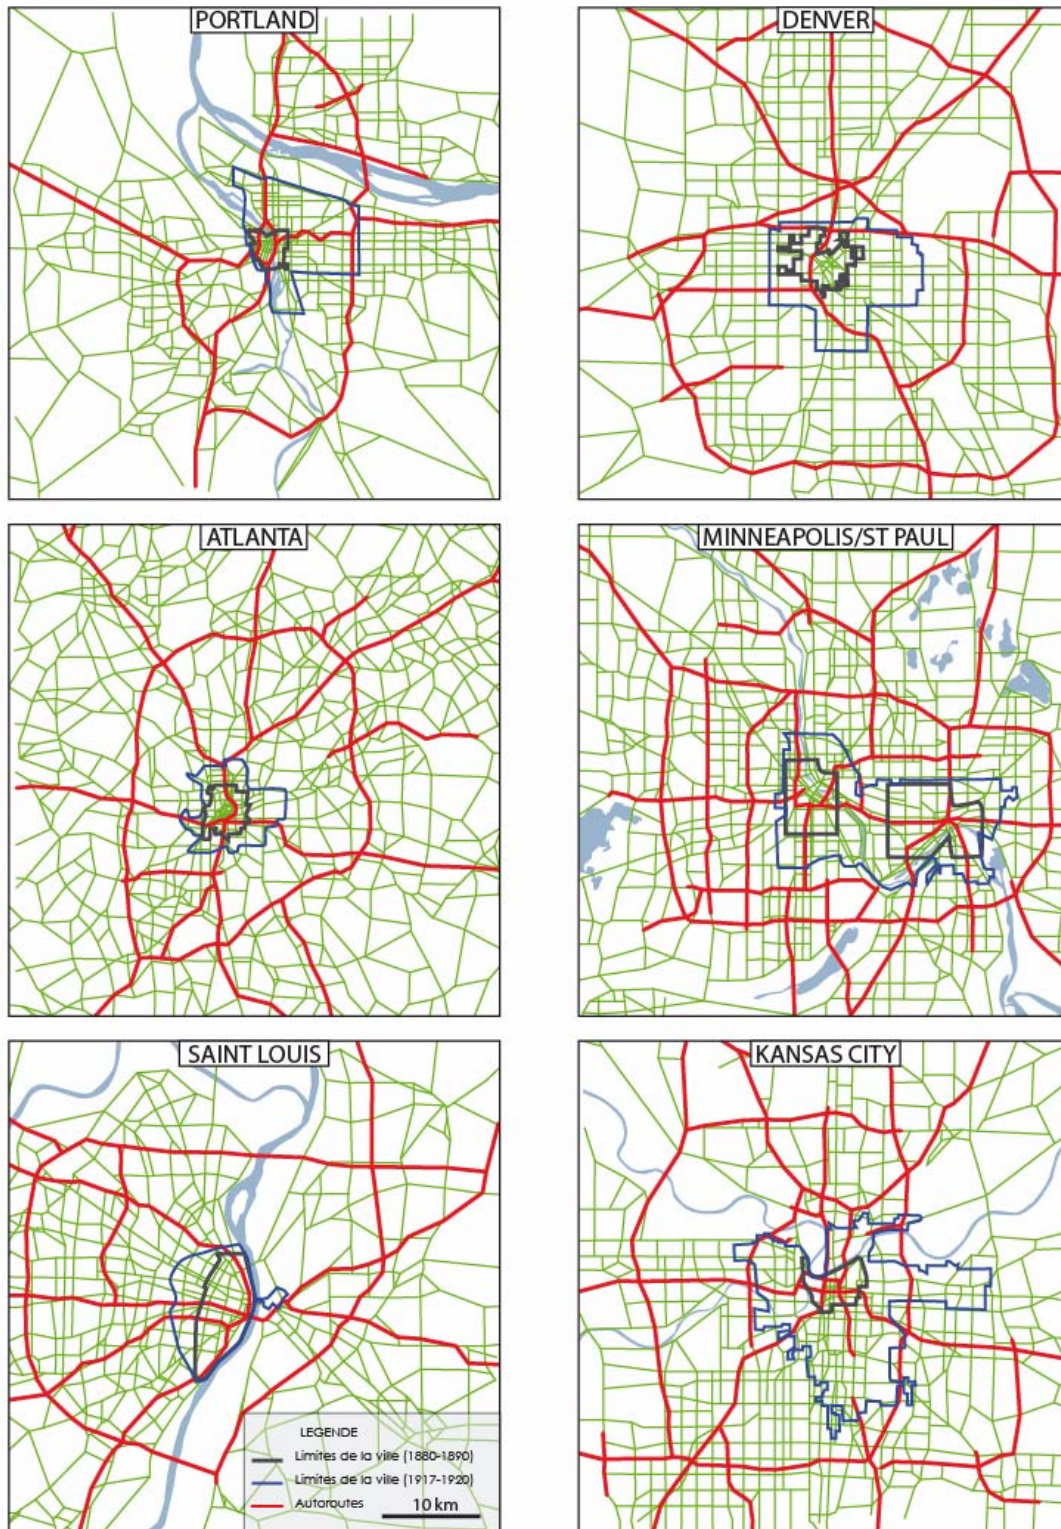 PORTLAND
DENVER
ATLANTA
MINNEAPOLIS/ST PAUL
SAINT LOUIS
KANSAS CITY
LEGENDE
Limites de la ville (1880-1890)
Limites de la ville (1917-1920)
Autoroutes
10 km